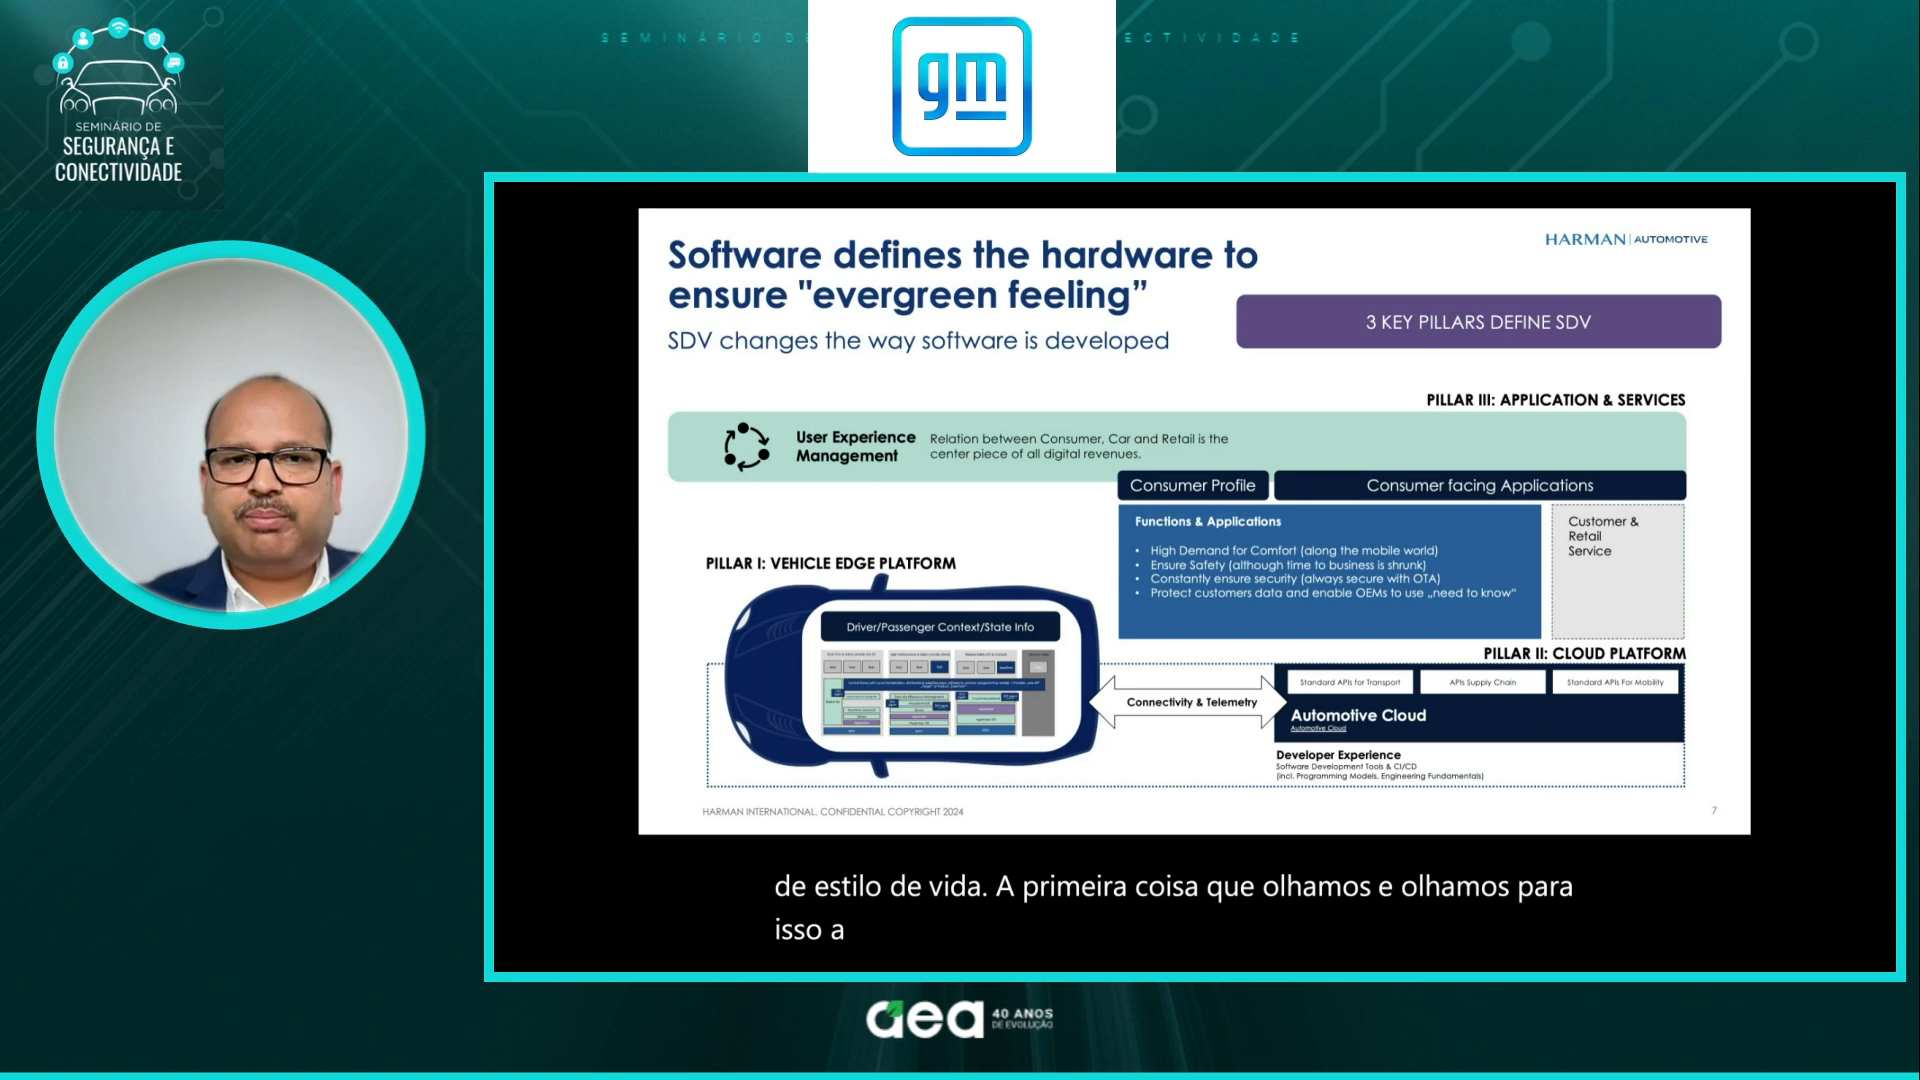 SEMINÁRIO DE
SEGURANÇA E
CONECTIVIDADE
gm
Software defines the hardware to
ensure "evergreen feeling”
SDV changes the way software is developed
HARMAN | AUTOMOTIVE
3 KEY PILLARS DEFINE SDV
PILLAR III: APPLICATION & SERVICES
User Experience
Management
Relation between Consumer, Car and Retail is the
center piece of all digital revenues.
Consumer Profile
Consumer facing Applications
Functions & Applications
• High Demand for Comfort (along the mobile world)
• Ensure Safety (although time to business is shrunk)
• Constantly ensure security (always secure with OTA)
• Protect customers data and enable OEMs to use „need to know“
Customer &
Retail
Service
PILLAR I: VEHICLE EDGE PLATFORM
Driver/Passenger Context/State Info
Connectivity & Telemetry
PILLAR II: CLOUD PLATFORM
Standard APIs for Transport
APIs Supply Chain
Standard APIs For Mobility
Automotive Cloud
Automotive Cloud
Developer Experience
Software Development Tools & CI/CD
(incl. Programming Models, Engineering Fundamentals)
HARMAN INTERNATIONAL. CONFIDENTIAL COPYRIGHT 2024
7
de estilo de vida. A primeira coisa que olhamos e olhamos para
isso a
aea 40 ANOS
DE EVOLUÇÃO